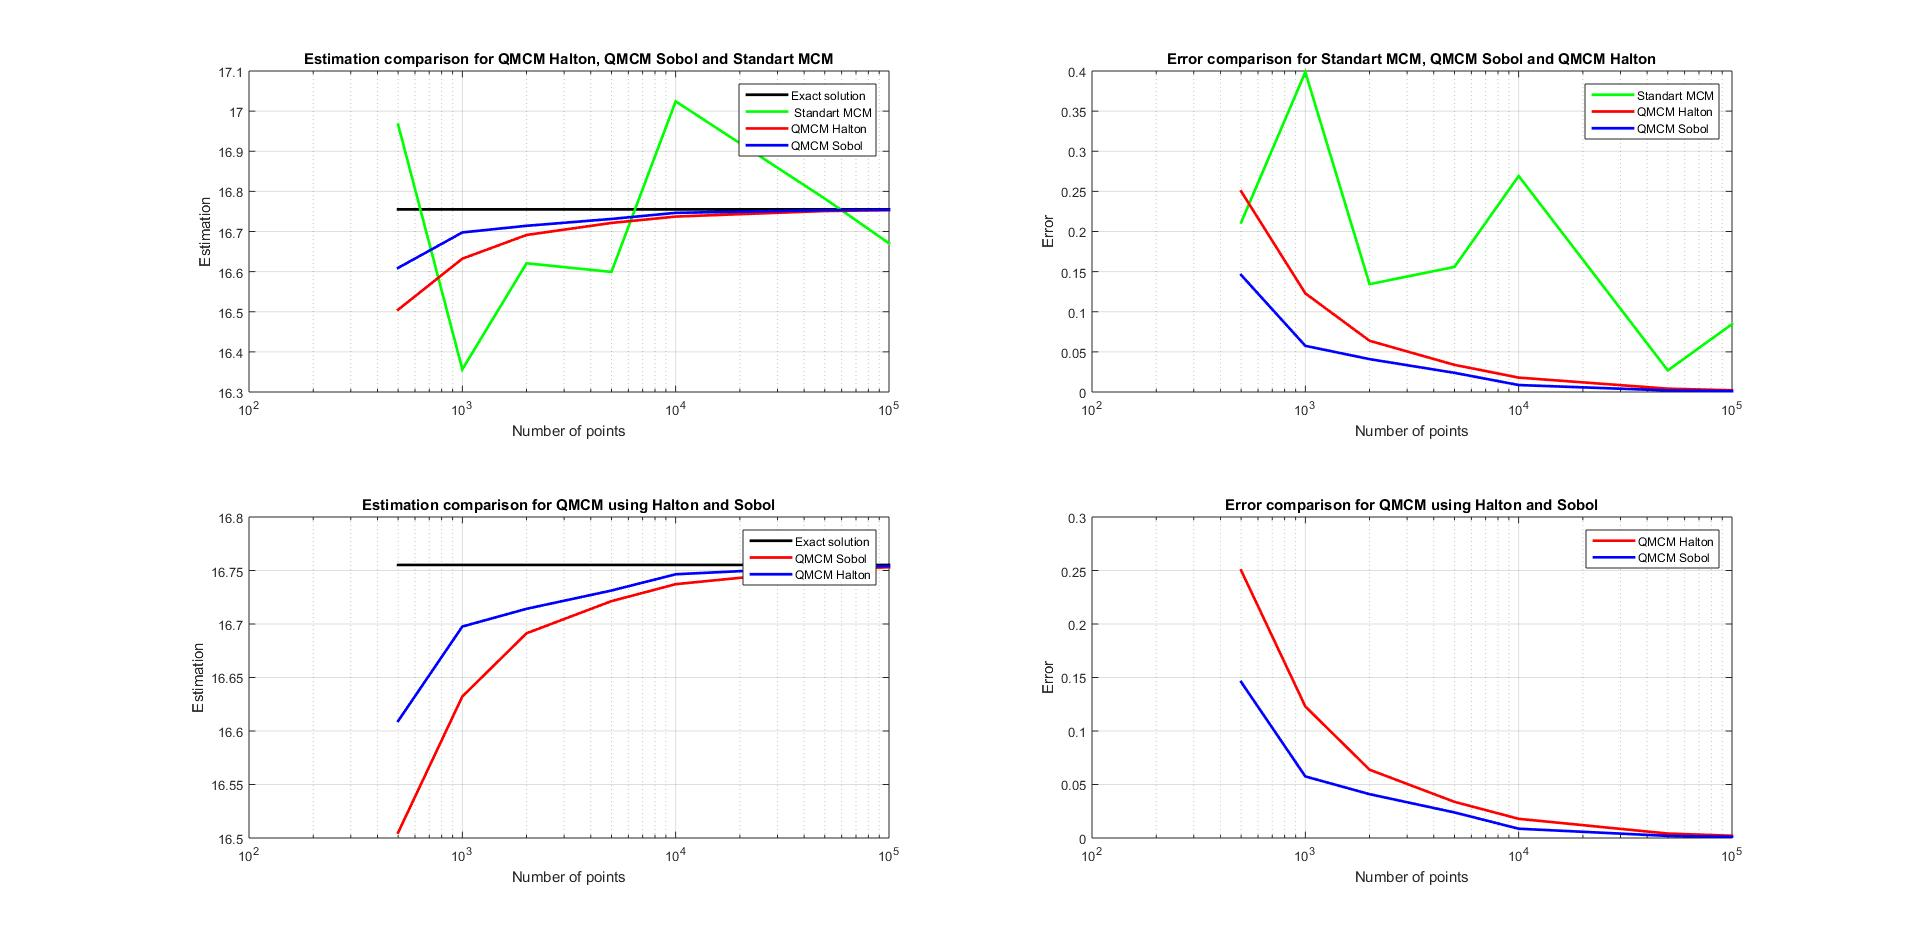 Estimation comparison for QMCM Halton, QMCM Sobol and Standart MCM
17.1
17
16.9
16.8
16.7
16.6
16.5
16.4
16.3
Estimation
Exact solution
Standart MCM
QMCM Halton
QMCM Sobol
10^2 10^3 10^4 10^5
Number of points
Error comparison for Standart MCM, QMCM Sobol and QMCM Halton
0.4
0.35
0.3
0.25
0.2
0.15
0.1
0.05
0
Error
Standart MCM
QMCM Halton
QMCM Sobol
10^2 10^3 10^4 10^5
Number of points
Estimation comparison for QMCM using Halton and Sobol
16.8
16.75
16.7
16.65
16.6
16.55
16.5
Estimation
Exact solution
QMCM Sobol
QMCM Halton
10^2 10^3 10^4 10^5
Number of points
Error comparison for QMCM using Halton and Sobol
0.3
0.25
0.2
0.15
0.1
0.05
0
Error
QMCM Halton
QMCM Sobol
10^2 10^3 10^4 10^5
Number of points